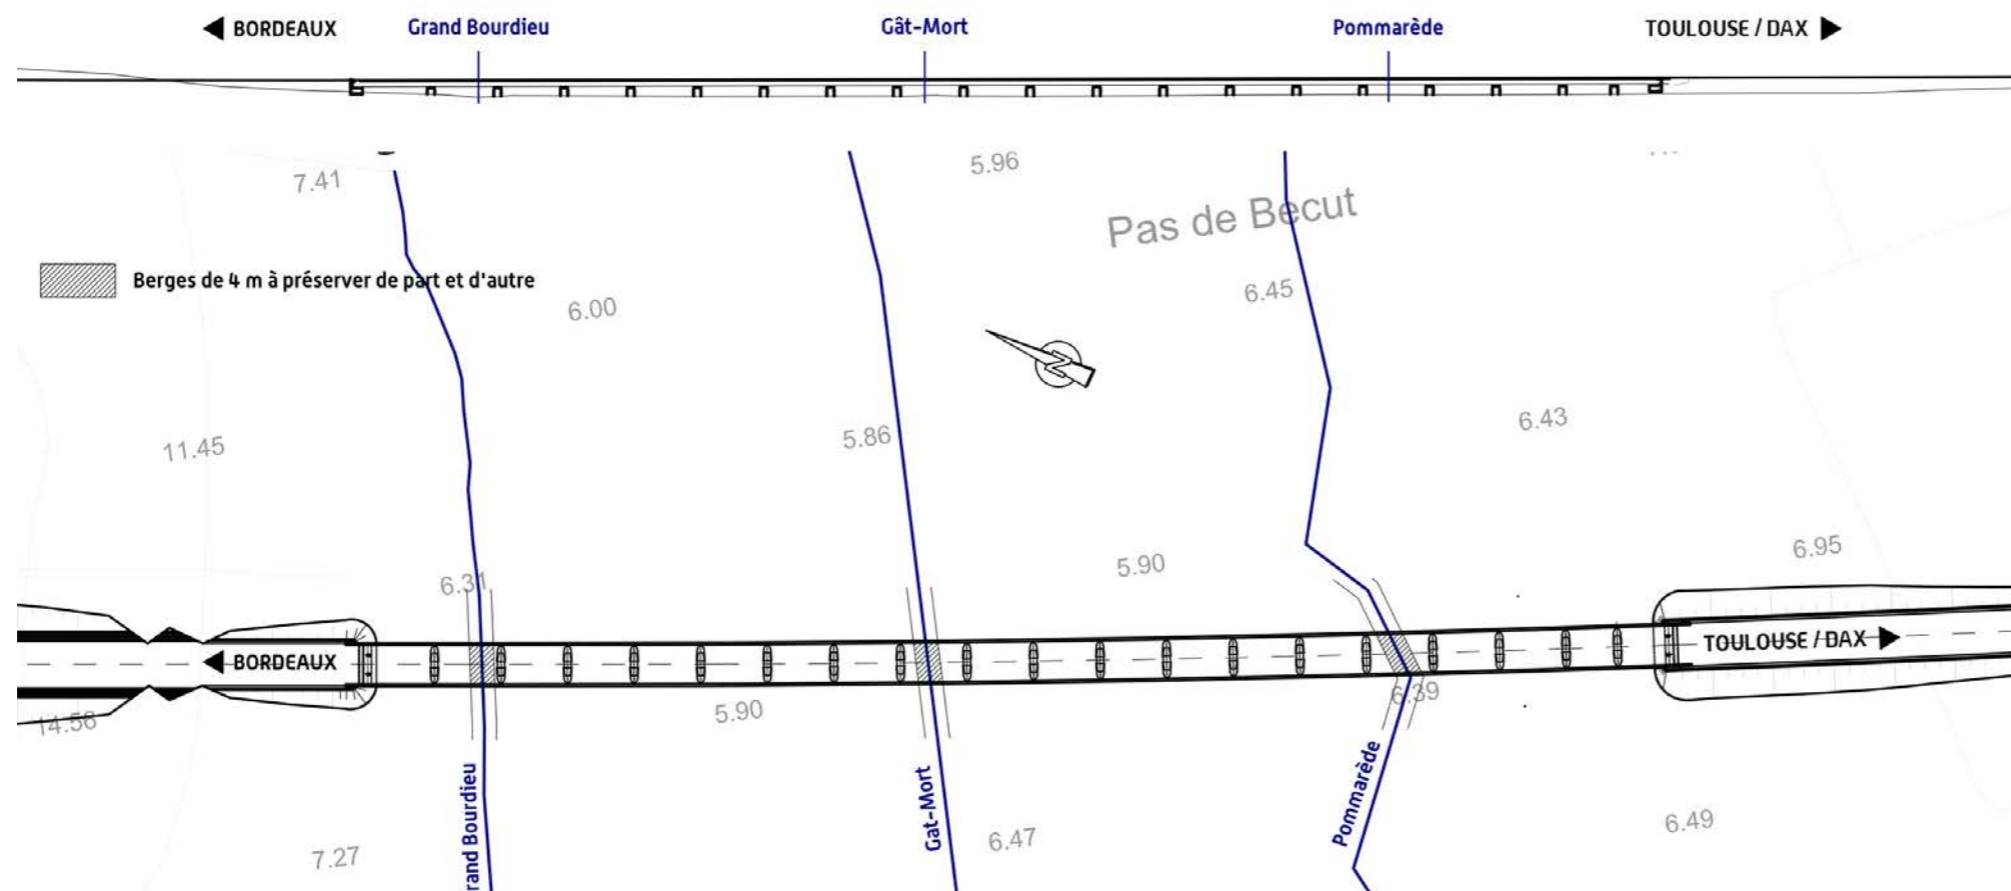 BORDEAUX
Grand Bourdieu
Gât-Mort
Pommarède
TOULOUSE / DAX
5.96
7.41
Pas de Becut
Berges de 4 m à préserver de part et d'autre
6.45
6.00
N
6.43
5.86
11.45
6.95
5.90
6.31
TOULOUSE / DAX
BORDEAUX
6.39
5.90
14.56
Pommarède
Gat-Mort
rand Bourdieu
6.49
6.47
7.27